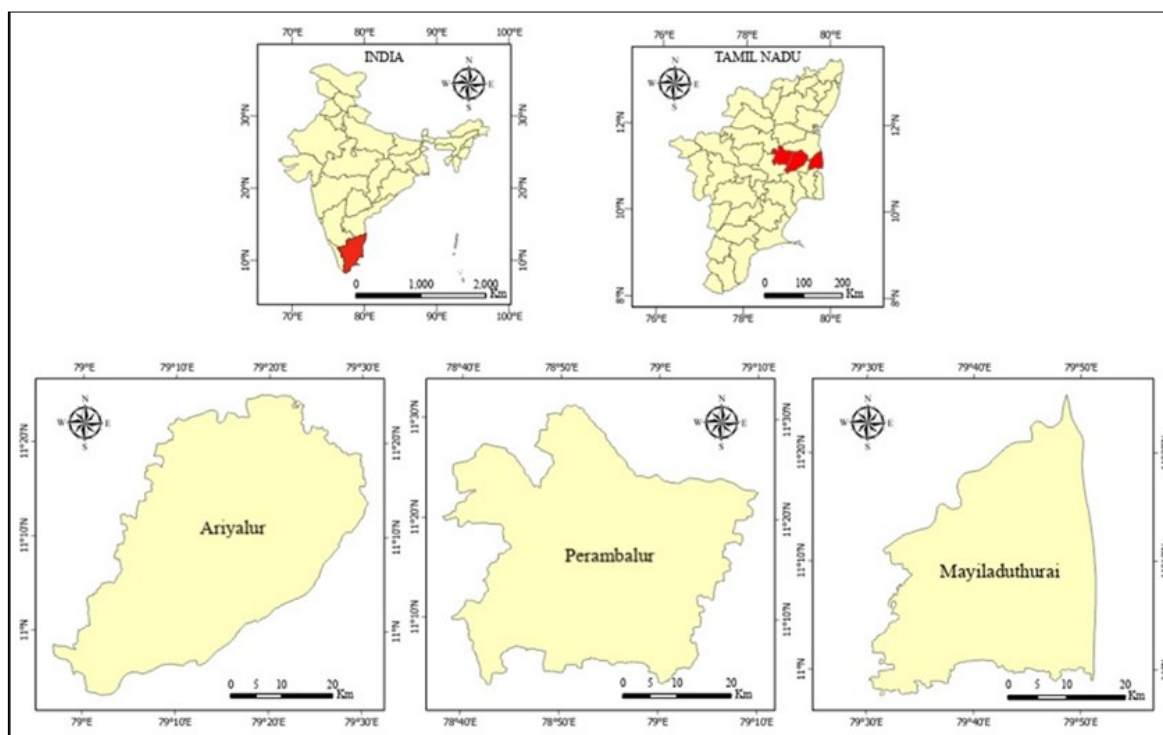 70°E 80°E 90°E 100°E
INDIA
N
W E
S
30°N 30°N
20°N 20°N
10°N 10°N
0 1,000 2,000
Km
70°E 80°E 90°E 100°E
76°E 78°E 80°E
TAMIL NADU
N
W E
S
12°N 12°N
10°N 10°N
8°N 8°N
0 100 200
Km
76°E 78°E 80°E
79°E 79°10'E 79°20'E 79°30'E
N
W E
S
11°20'N 11°20'N
11°10'N 11°10'N
11°N 11°N
Ariyalur
0 5 10 20
Km
79°E 79°10'E 79°20'E 79°30'E
78°40'E 78°50'E 79°E 79°10'E
N
W E
S
11°30'N 11°30'N
11°20'N 11°20'N
11°10'N 11°10'N
Perambalur
0 5 10 20
Km
78°40'E 78°50'E 79°E 79°10'E
79°30'E 79°40'E 79°50'E
N
W E
S
11°20'N
11°10'N
11°N
Mayiladuthurai
0 5 10 20
Km
79°30'E 79°40'E 79°50'E